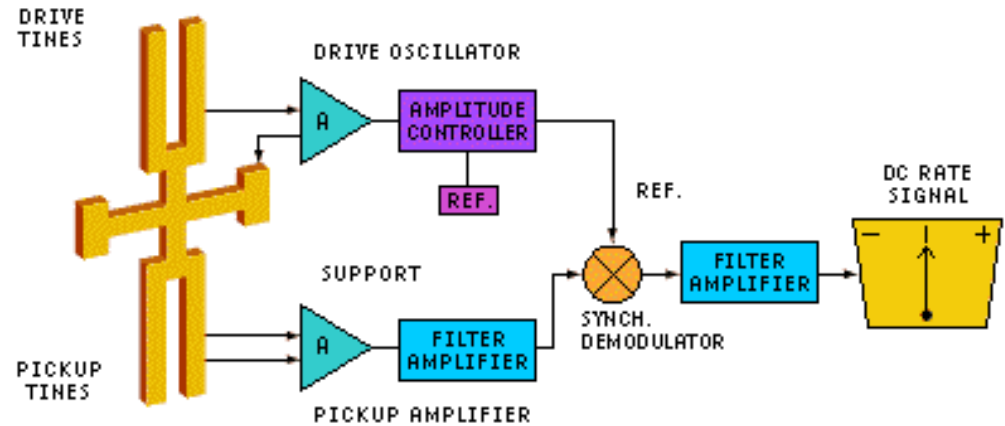 DRIVE
TINES
DRIVE OSCILLATOR
A
AMPLITUDE
CONTROLLER
REF.
REF.
DC RATE
SIGNAL
−
+
SUPPORT
FILTER
AMPLIFIER
SYNCH.
DEMODULATOR
A
FILTER
AMPLIFIER
PICKUP
TINES
PICKUP AMPLIFIER